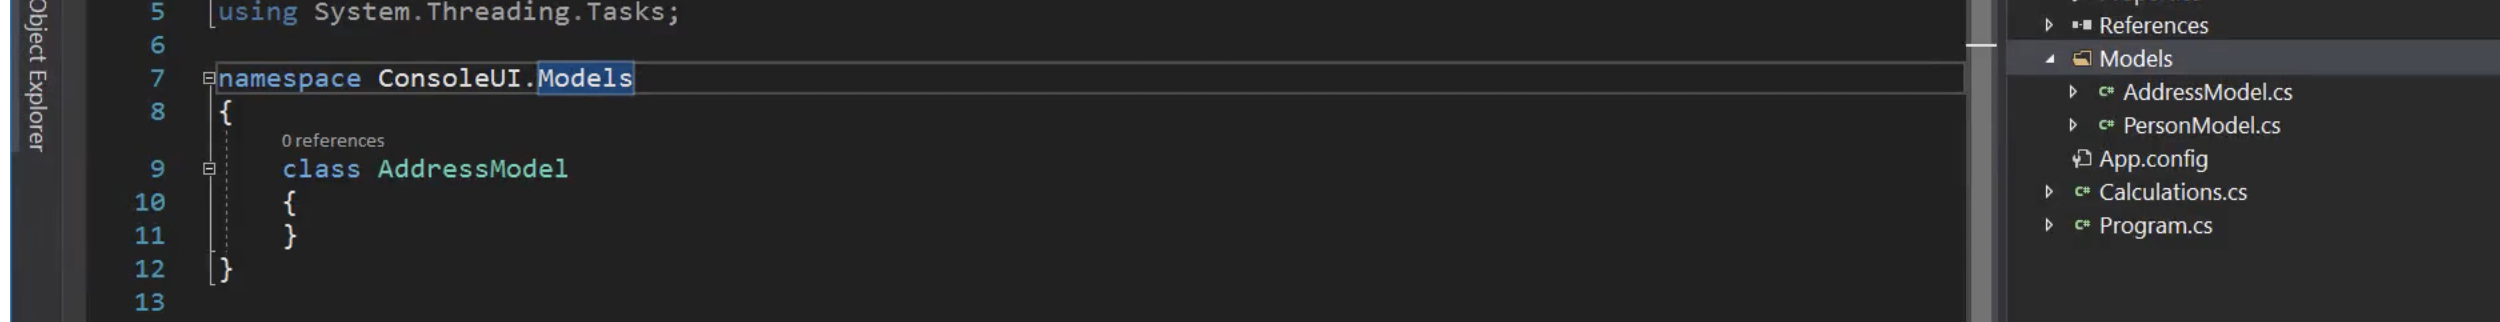 Object Explorer
5 using System.Threading.Tasks;
6
7 namespace ConsoleUI.Models
8 {
0 references
9 class AddressModel
10 {
11 }
12 }
13
References
Models
C# AddressModel.cs
C# PersonModel.cs
App.config
C# Calculations.cs
C# Program.cs